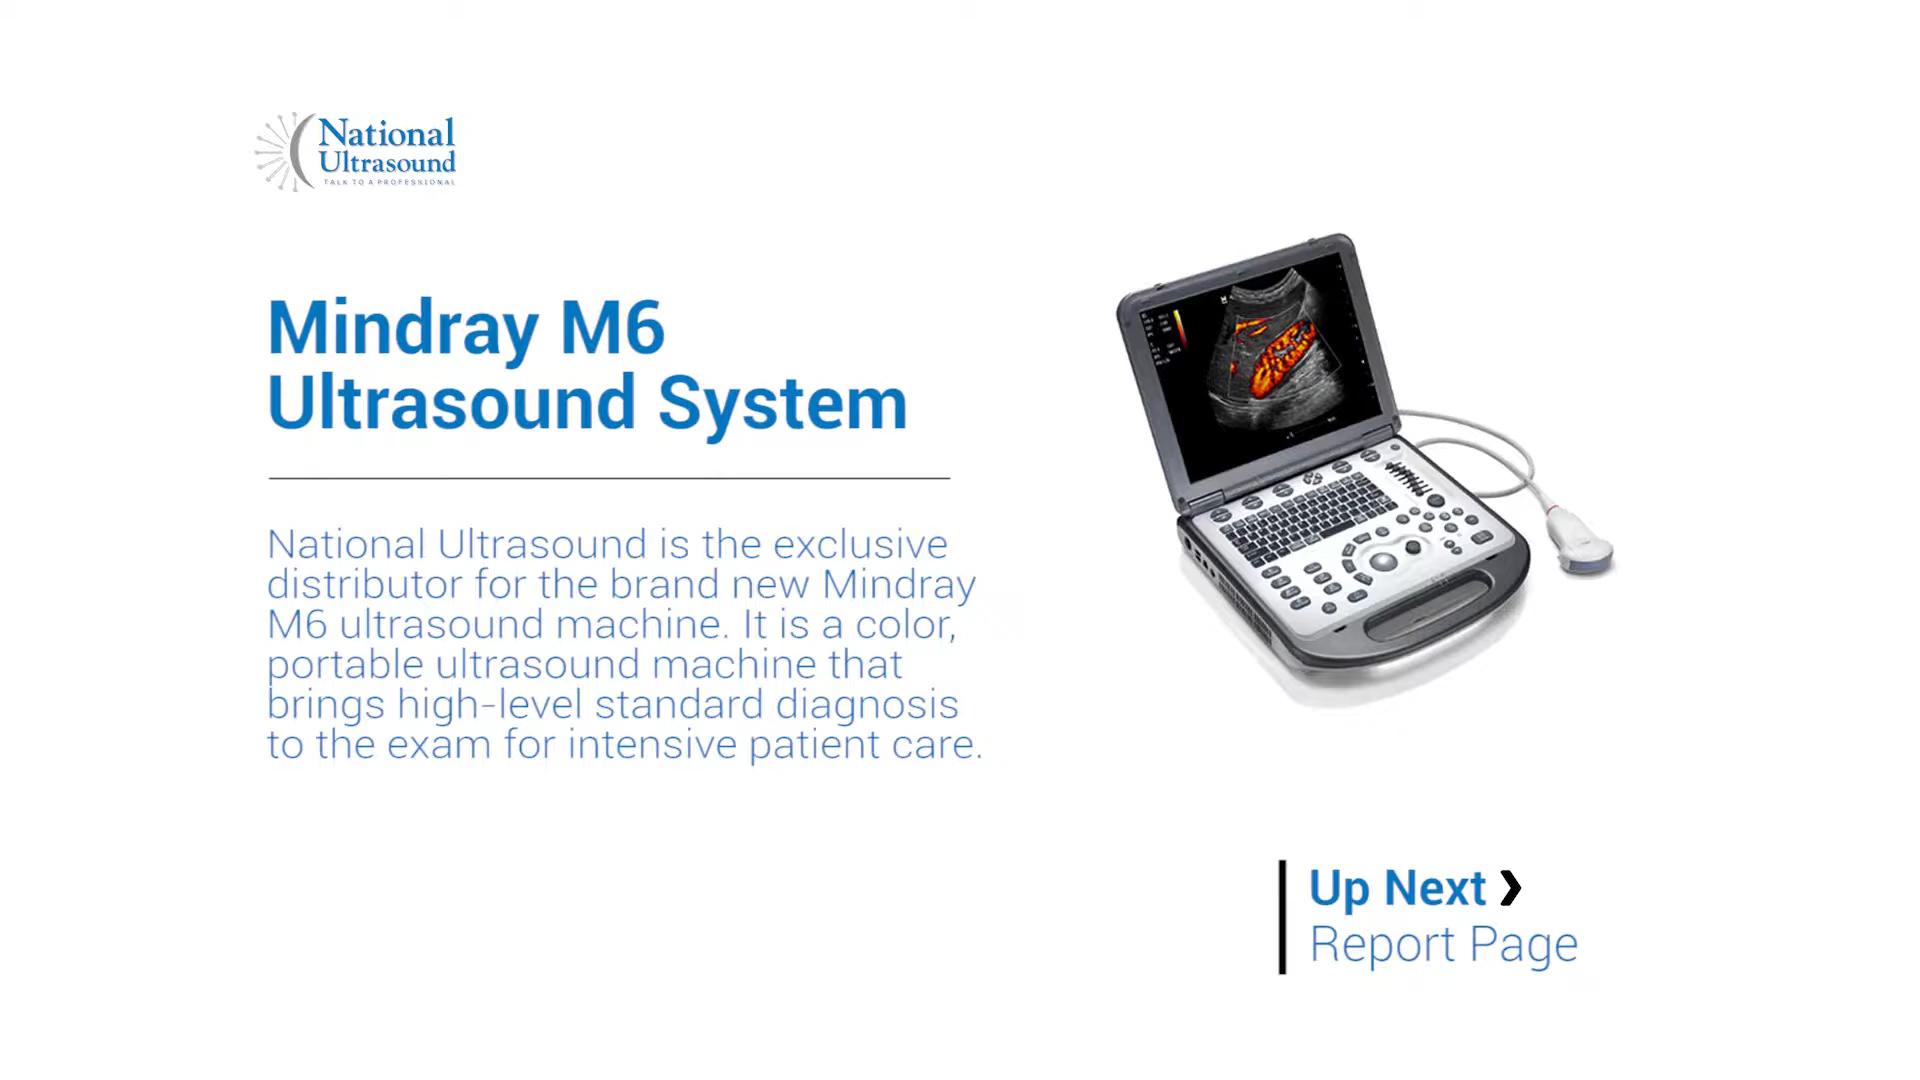 National
Ultrasound
TALK TO A PROFESSIONAL
Mindray M6
Ultrasound System
National Ultrasound is the exclusive
distributor for the brand new Mindray
M6 ultrasound machine. It is a color,
portable ultrasound machine that
brings high-level standard diagnosis
to the exam for intensive patient care.
Up Next ❯
Report Page